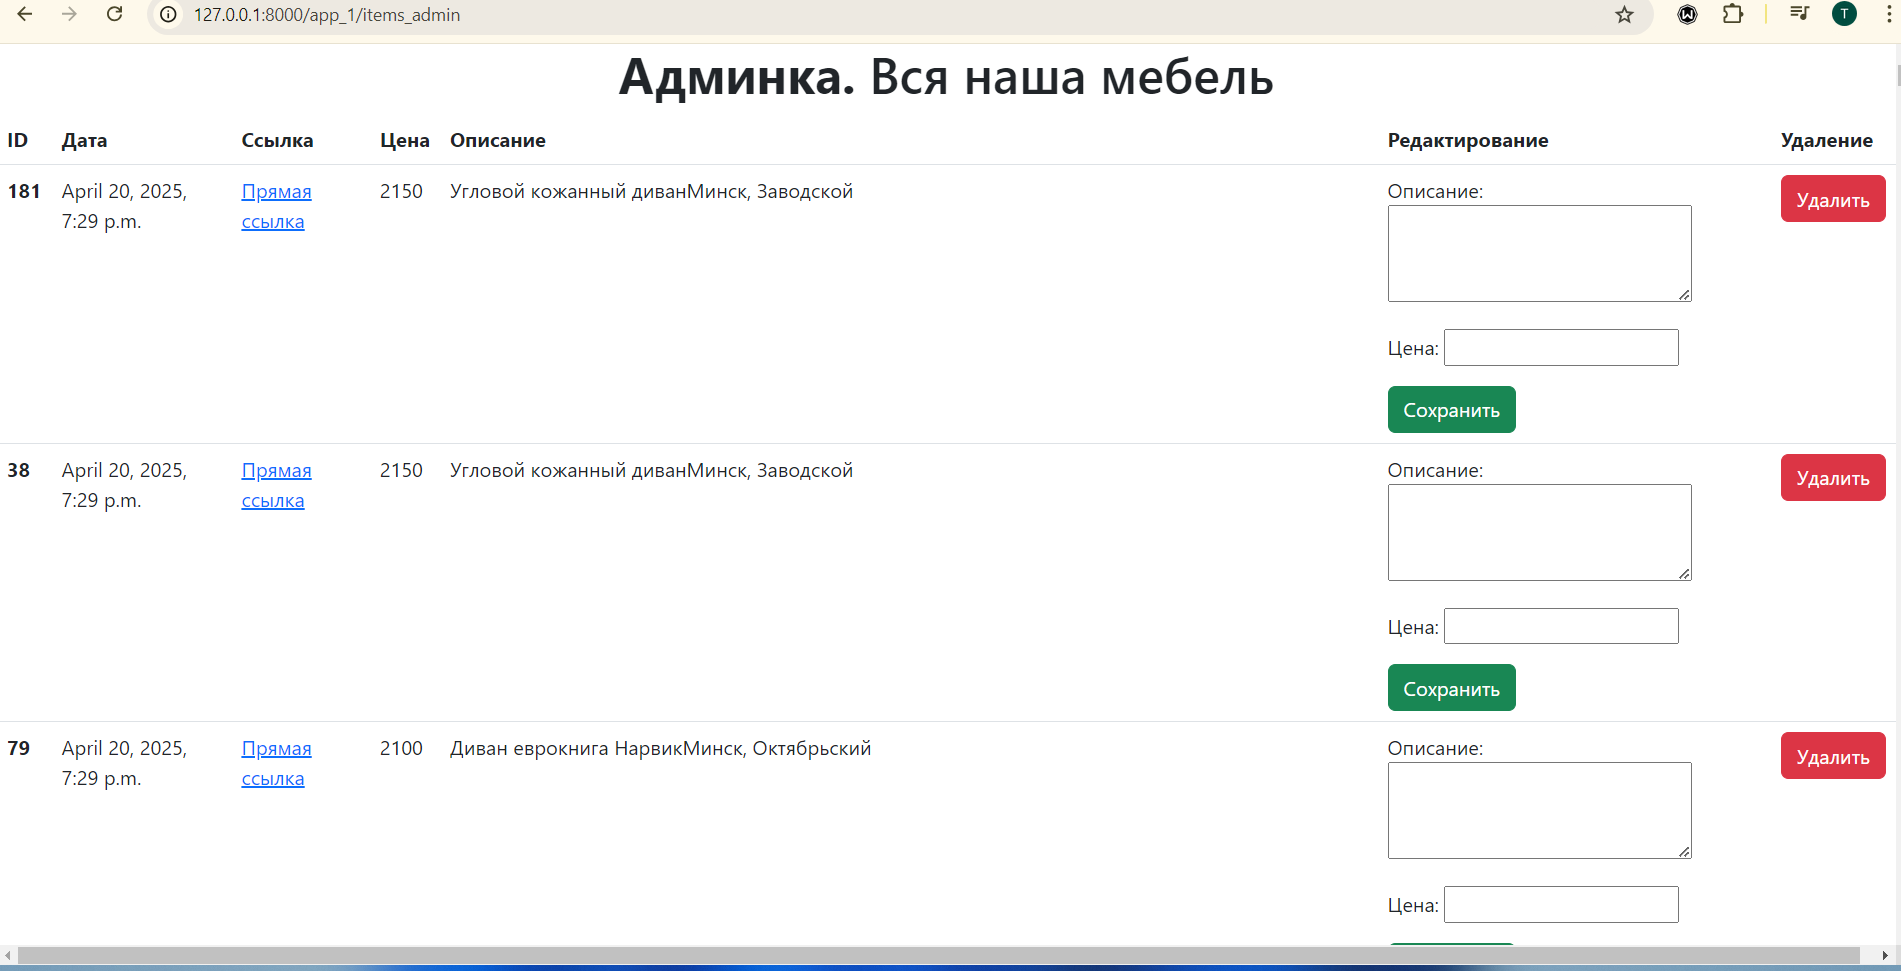 127.0.0.1:8000/app_1/items_admin
T
Админка. Вся наша мебель
ID Дата Ссылка Цена Описание Редактирование Удаление
181 April 20, 2025, 7:29 p.m. Прямая ссылка 2150 Угловой кожанный диванМинск, Заводской Описание: Удалить
Цена:
Сохранить
38 April 20, 2025, 7:29 p.m. Прямая ссылка 2150 Угловой кожанный диванМинск, Заводской Описание: Удалить
Цена:
Сохранить
79 April 20, 2025, 7:29 p.m. Прямая ссылка 2100 Диван еврокнига НарвикМинск, Октябрьский Описание: Удалить
Цена: